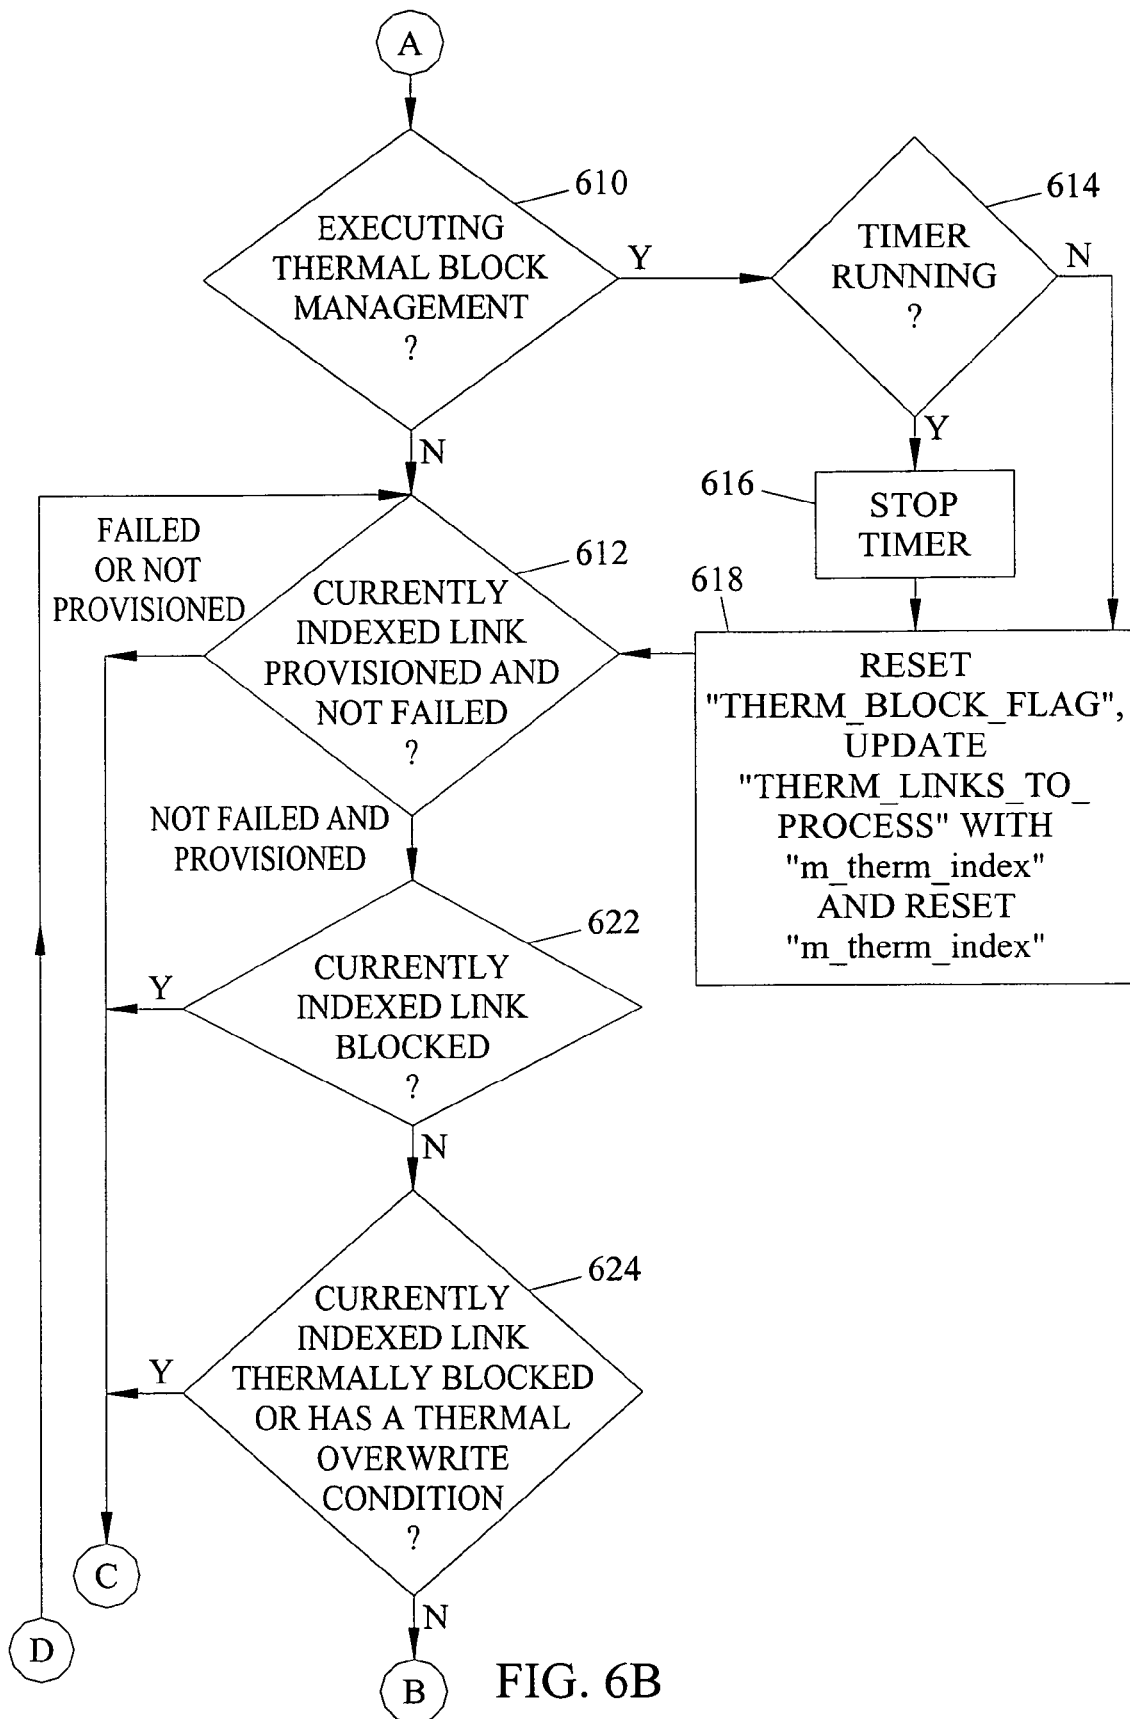 A
610
EXECUTING
THERMAL BLOCK
MANAGEMENT
?
Y
N
614
TIMER
RUNNING
?
N
Y
616
STOP
TIMER
618
RESET
"THERM_BLOCK_FLAG",
UPDATE
"THERM_LINKS_TO_
PROCESS" WITH
"m_therm_index"
AND RESET
"m_therm_index"
FAILED
OR NOT
PROVISIONED
612
CURRENTLY
INDEXED LINK
PROVISIONED AND
NOT FAILED
?
NOT FAILED AND
PROVISIONED
622
CURRENTLY
INDEXED LINK
BLOCKED
?
Y
N
624
CURRENTLY
INDEXED LINK
THERMALLY BLOCKED
OR HAS A THERMAL
OVERWRITE
CONDITION
?
Y
N
C
D
B
FIG. 6B